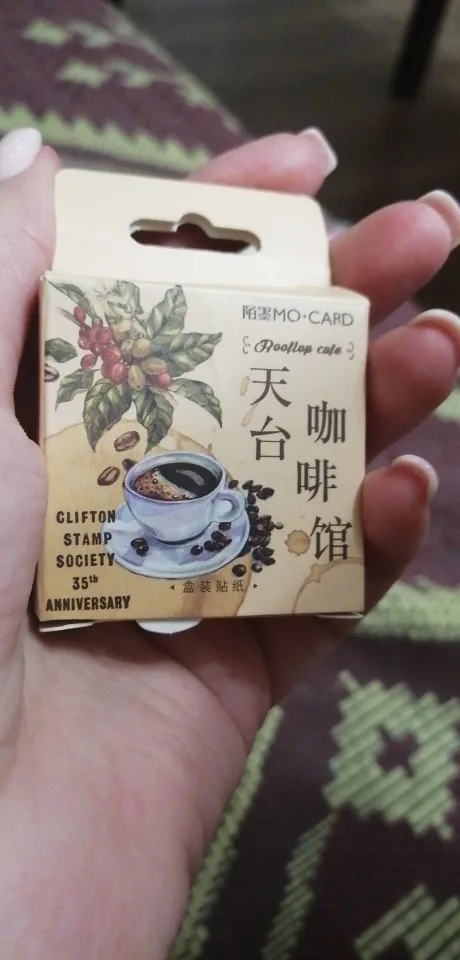 陌墨MO·CARD
Rooftop cafe
天台
咖啡馆
CLIFTON
STAMP
SOCIETY
35th
ANNIVERSARY
盒装贴纸